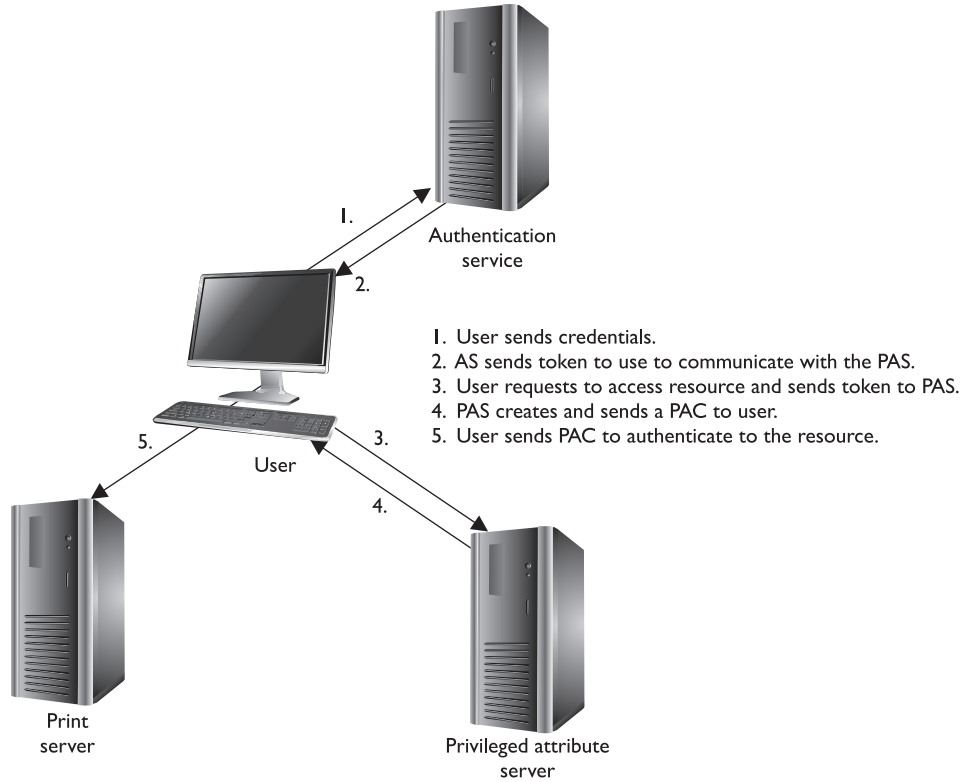 1.
Authentication
service
2.
1. User sends credentials.
2. AS sends token to use to communicate with the PAS.
3. User requests to access resource and sends token to PAS.
4. PAS creates and sends a PAC to user.
5. User sends PAC to authenticate to the resource.
5.
3.
User
4.
Print
server
Privileged attribute
server